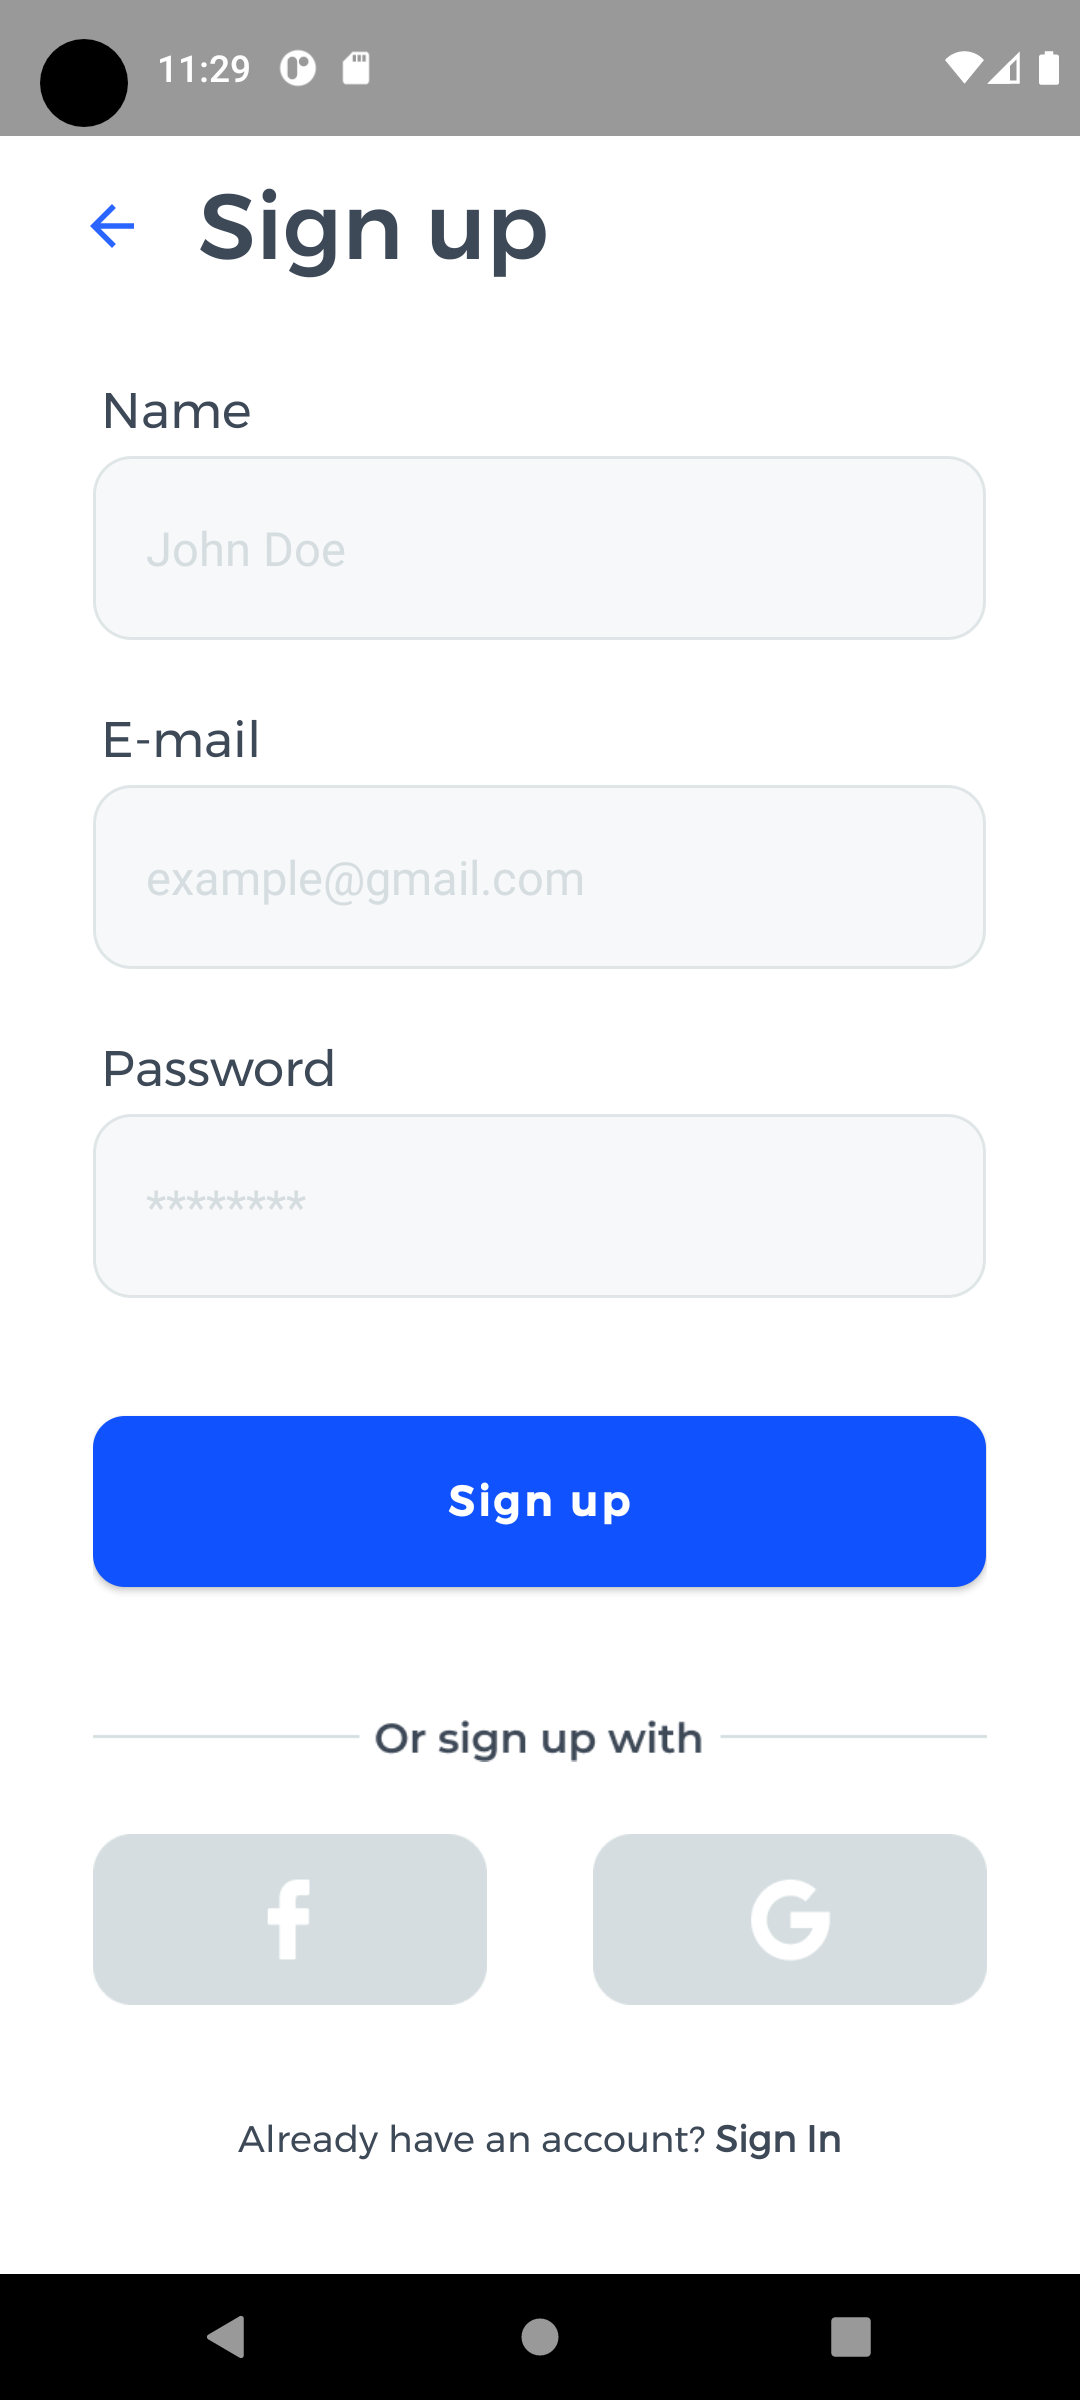 11:29
Sign up
Name
John Doe
E-mail
example@gmail.com
Password
********
Sign up
Or sign up with
Already have an account? Sign In